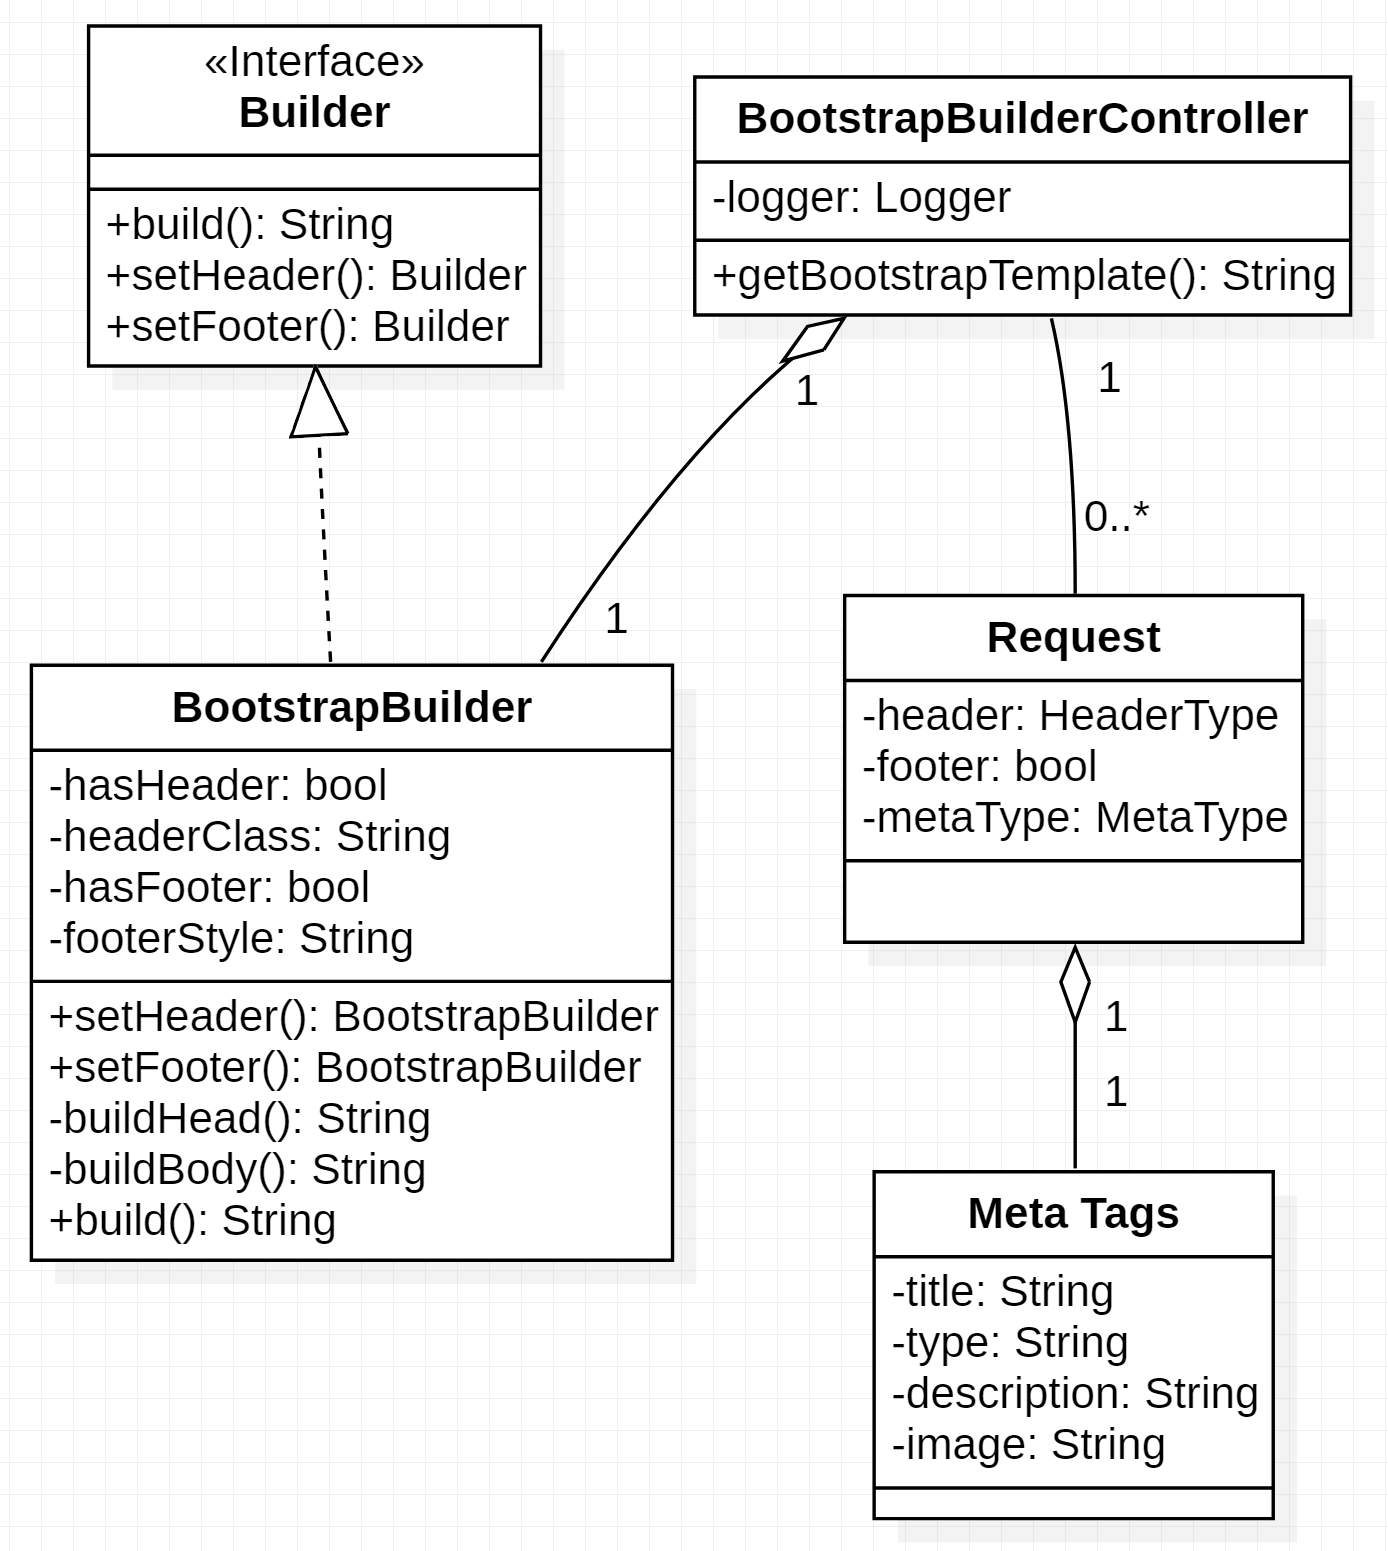 «Interface»
Builder
+build(): String
+setHeader(): Builder
+setFooter(): Builder
BootstrapBuilderController
-logger: Logger
+getBootstrapTemplate(): String
1
1
1
0..*
BootstrapBuilder
-hasHeader: bool
-headerClass: String
-hasFooter: bool
-footerStyle: String
+setHeader(): BootstrapBuilder
+setFooter(): BootstrapBuilder
-buildHead(): String
-buildBody(): String
+build(): String
Request
-header: HeaderType
-footer: bool
-metaType: MetaType
1
1
Meta Tags
-title: String
-type: String
-description: String
-image: String